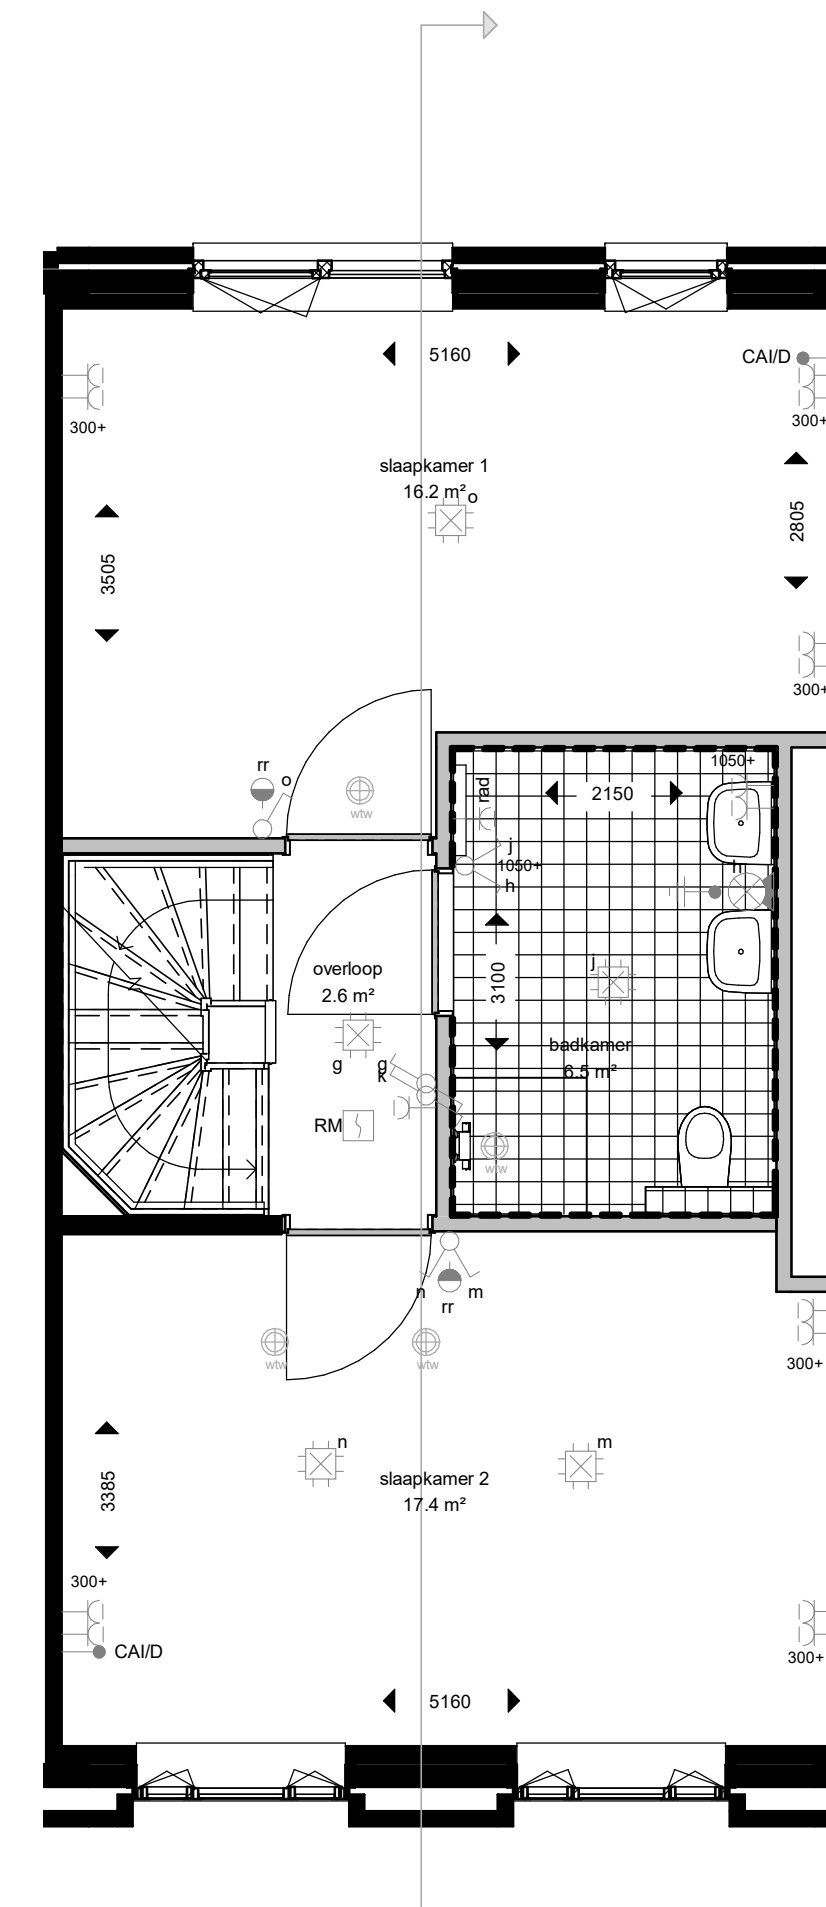 5160
CAI/D
300+
300+
slaapkamer 1
16.2 m²
o
2805
3505
300+
rr
o
wtw
1050+
rad
2150
j
1050+
h
h
overloop
2.6 m²
j
3100
badkamer
6.5 m²
g
g
k
RM
wtw
n
m
rr
wtw
wtw
300+
n
m
slaapkamer 2
17.4 m²
3385
300+
CAI/D
300+
5160